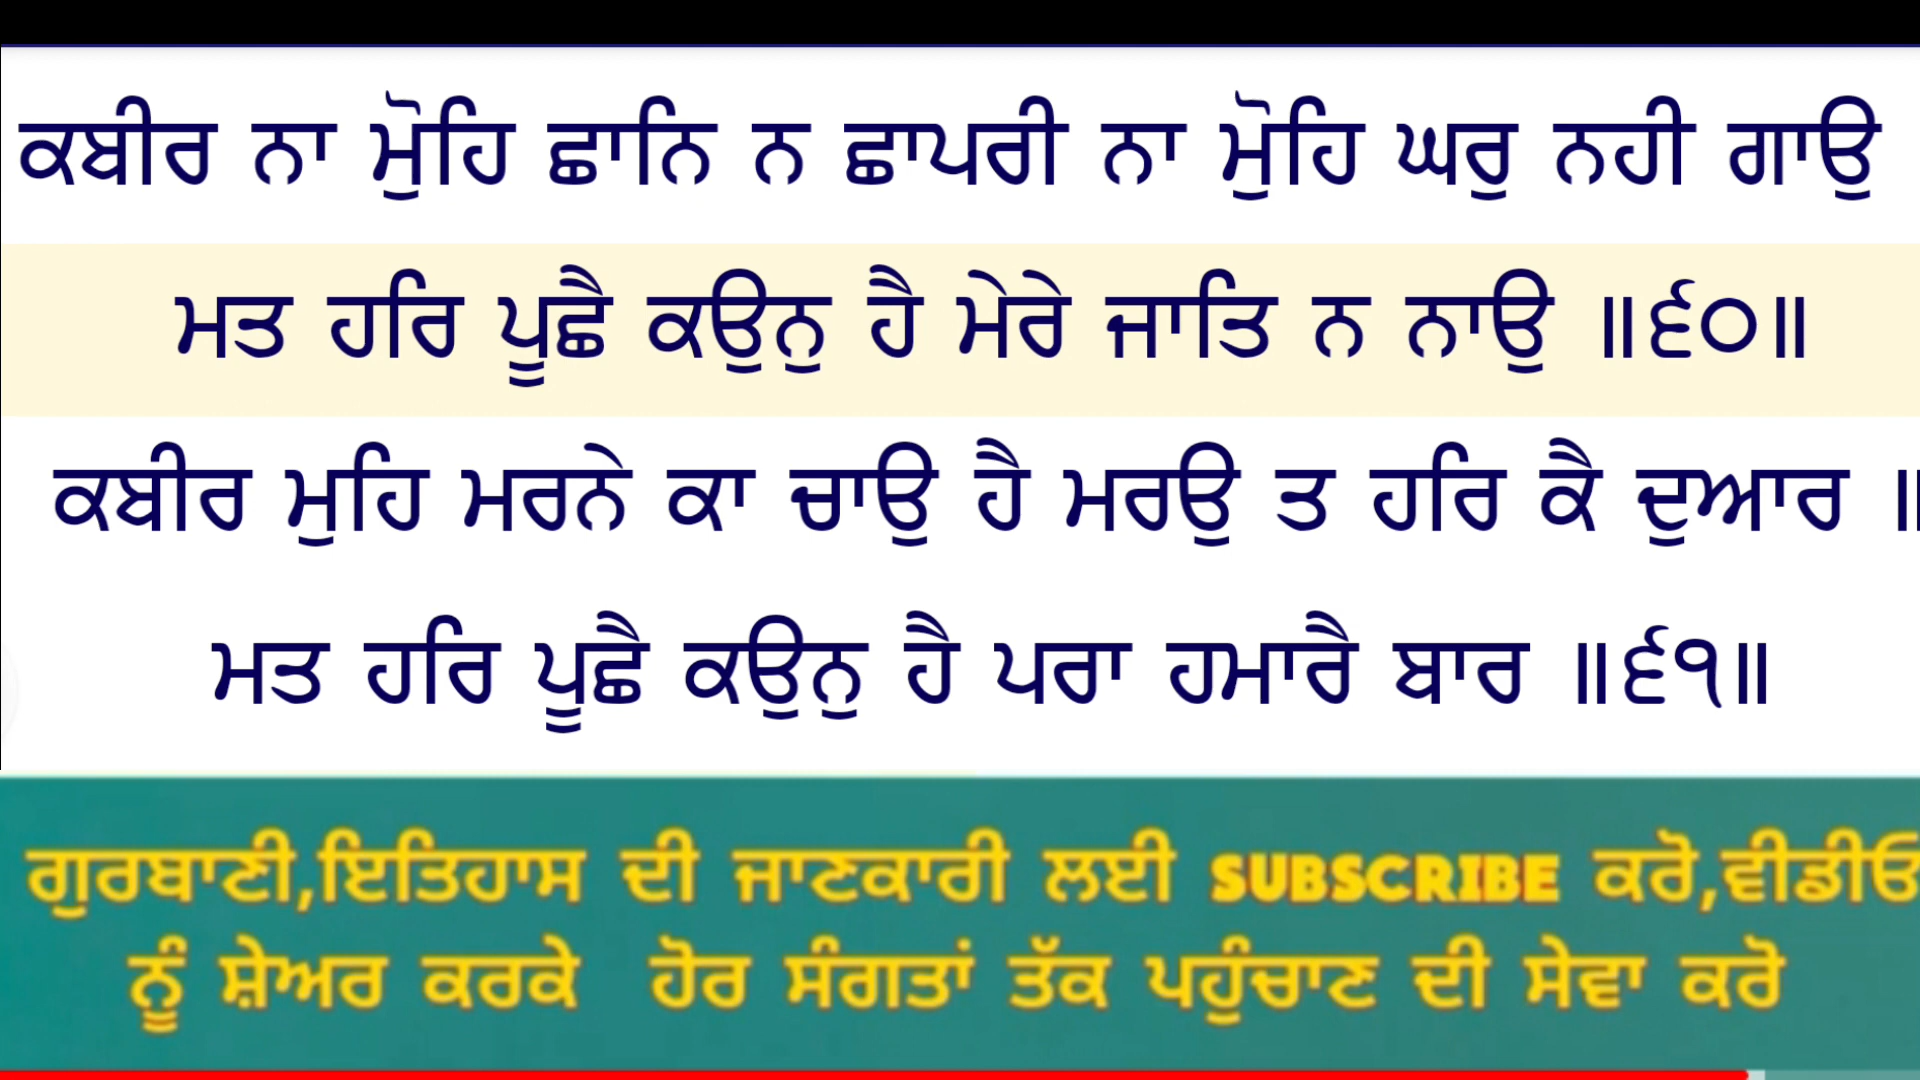 ਕਬੀਰ ਨਾ ਮੋੁਹਿ ਛਾਨਿ ਨ ਛਾਪਰੀ ਨਾ ਮੋੁਹਿ ਘਰੁ ਨਹੀ ਗਾਉ
ਮਤ ਹਰਿ ਪੂਛੈ ਕਉਨੁ ਹੈ ਮੇਰੇ ਜਾਤਿ ਨ ਨਾਉ ॥੬੦॥
ਕਬੀਰ ਮੁਹਿ ਮਰਨੇ ਕਾ ਚਾਉ ਹੈ ਮਰਉ ਤ ਹਰਿ ਕੈ ਦੁਆਰ ॥
ਮਤ ਹਰਿ ਪੂਛੈ ਕਉਨੁ ਹੈ ਪਰਾ ਹਮਾਰੈ ਬਾਰ ॥੬੧॥
ਗੁਰਬਾਣੀ,ਇਤਿਹਾਸ ਦੀ ਜਾਣਕਾਰੀ ਲਈ SUBSCRIBE ਕਰੋ,ਵੀਡੀਓ
ਨੂੰ ਸ਼ੇਅਰ ਕਰਕੇ ਹੋਰ ਸੰਗਤਾਂ ਤੱਕ ਪਹੁੰਚਾਣ ਦੀ ਸੇਵਾ ਕਰੋ